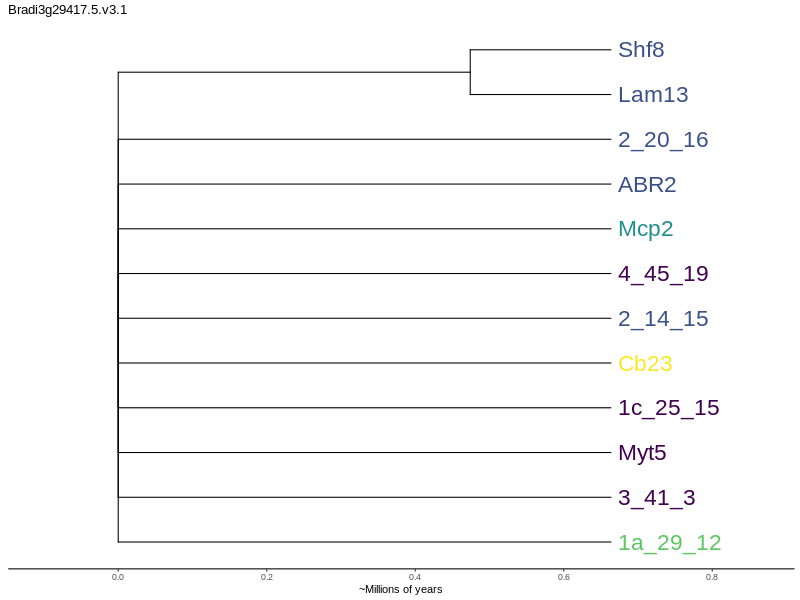 Bradi3g29417.5.v3.1
Shf8
Lam13
2_20_16
ABR2
Mcp2
4_45_19
2_14_15
Cb23
1c_25_15
Myt5
3_41_3
1a_29_12
0.0 0.2 0.4 0.6 0.8
~Millions of years